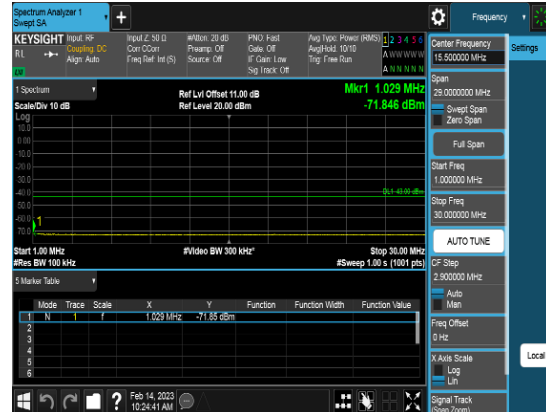 Spectrum Analyzer 1
Swept SA
+
Frequency
KEYSIGHT
Input: RF
Input Z: 50 Ω
#Atten: 20 dB
PNO: Fast
Avg Type: Power (RMS)
1 2 3 4 5 6
RL
Coupling: DC
Corr CCorr
Preamp: Off
Gate: Off
Avg|Hold: 10/10
A W W W W W
Align: Auto
Freq Ref: Int (S)
Source: Off
IF Gain: Low
Trig: Free Run
Sig Track: Off
A N N N N N
1 Spectrum
Scale/Div 10 dB
Ref Lvl Offset 11.00 dB
Ref Level 20.00 dBm
Mkr1 1.029 MHz
-71.846 dBm
Log
10.0
0.00
-10.0
-20.0
-30.0
-40.0
DL1 -43.00 dBm
-50.0
-60.0
1
-70.0
Start 1.00 MHz
#Video BW 300 kHz*
Stop 30.00 MHz
#Res BW 100 kHz
#Sweep 1.00 s (1001 pts)
5 Marker Table
Mode Trace Scale X Y Function Function Width Function Value
1 N 1 f 1.029 MHz -71.85 dBm
2
3
4
5
6
Feb 14, 2023
10:24:41 AM
Center Frequency
15.500000 MHz
Settings
Span
29.0000000 MHz
Swept Span
Zero Span
Full Span
Start Freq
1.000000 MHz
Stop Freq
30.000000 MHz
AUTO TUNE
CF Step
2.900000 MHz
Auto
Man
Freq Offset
0 Hz
X Axis Scale
Log
Lin
Local
Signal Track
(Span Zoom)